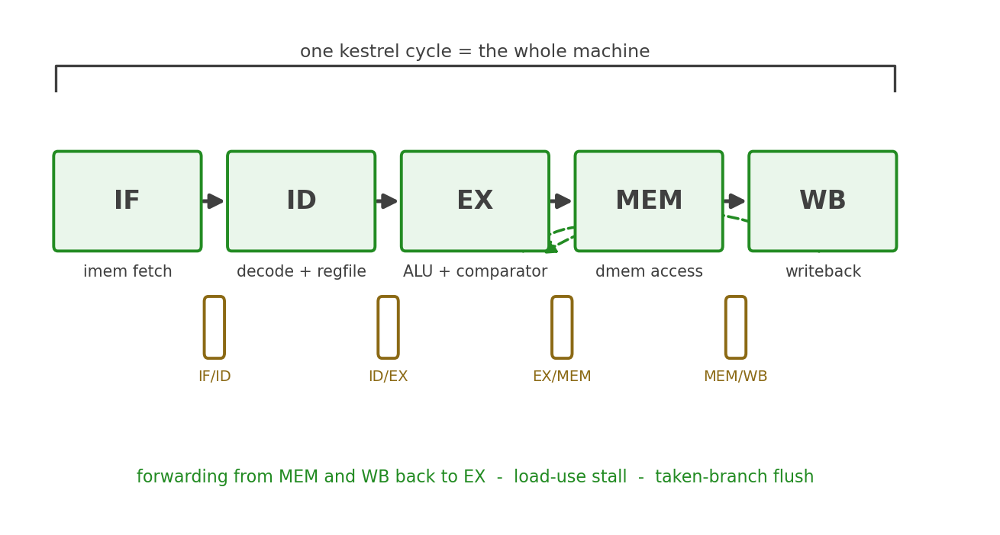 one kestrel cycle = the whole machine
IF
ID
EX
MEM
WB
imem fetch
decode + regfile
ALU + comparator
dmem access
writeback
IF/ID
ID/EX
EX/MEM
MEM/WB
forwarding from MEM and WB back to EX - load-use stall - taken-branch flush